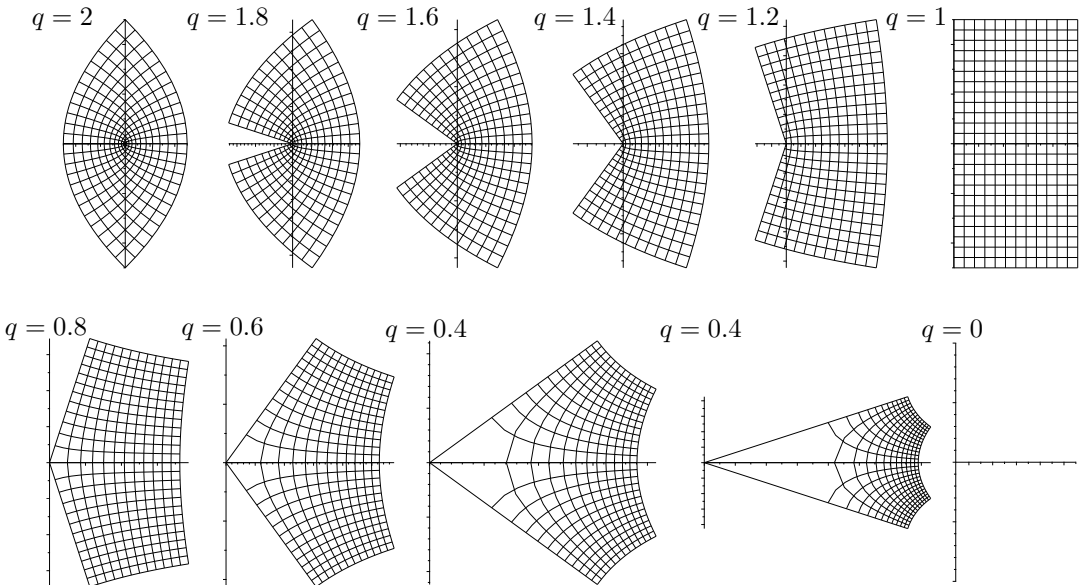 q = 2
q = 1.8
q = 1.6
q = 1.4
q = 1.2
q = 1
q = 0.8
q = 0.6
q = 0.4
q = 0.4
q = 0